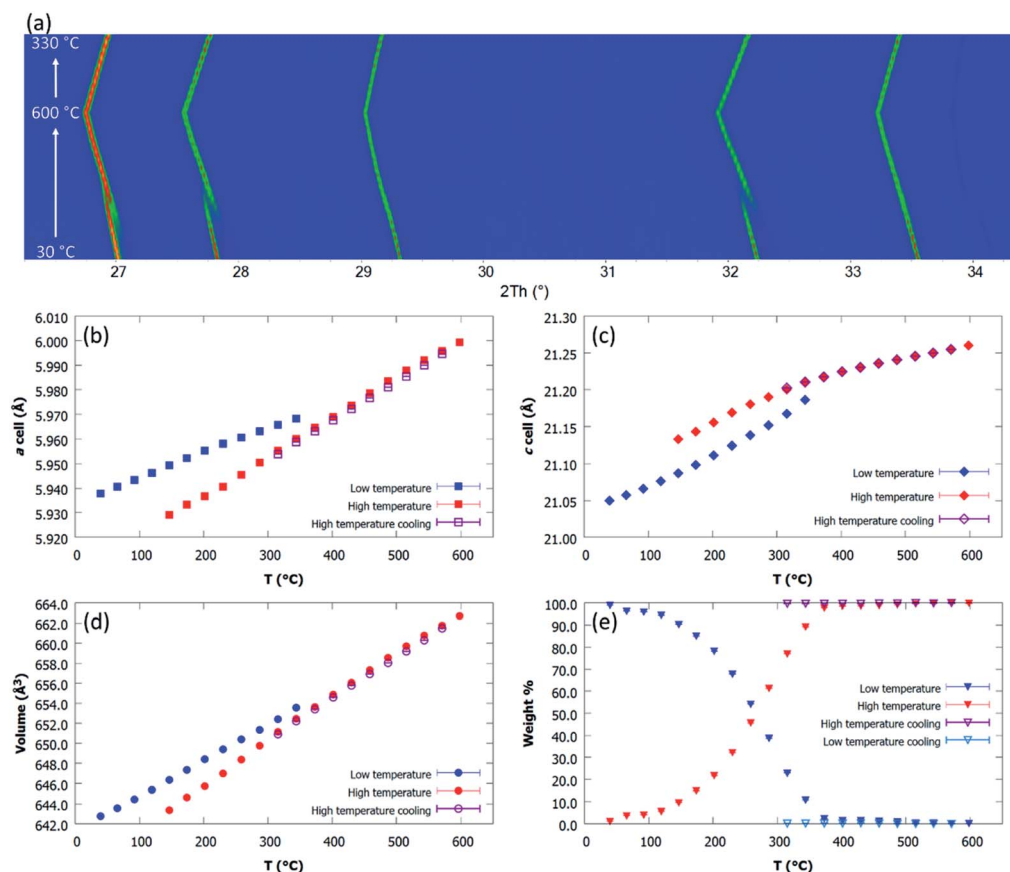 (a)
330 °C
600 °C
30 °C
27 28 29 30 31 32 33 34
2Th (°)
(b)
6.010
6.000
5.990
5.980
5.970
5.960
5.950
5.940
5.930
5.920
a cell (Å)
Low temperature
High temperature
High temperature cooling
0 100 200 300 400 500 600
T (°C)
(c)
21.30
21.25
21.20
21.15
21.10
21.05
21.00
c cell (Å)
Low temperature
High temperature
High temperature cooling
0 100 200 300 400 500 600
T (°C)
(d)
664.0
662.0
660.0
658.0
656.0
654.0
652.0
650.0
648.0
646.0
644.0
642.0
Volume (Å³)
Low temperature
High temperature
High temperature cooling
0 100 200 300 400 500 600
T (°C)
(e)
100.0
90.0
80.0
70.0
60.0
50.0
40.0
30.0
20.0
10.0
0.0
Weight %
Low temperature
High temperature
High temperature cooling
Low temperature cooling
0 100 200 300 400 500 600
T (°C)